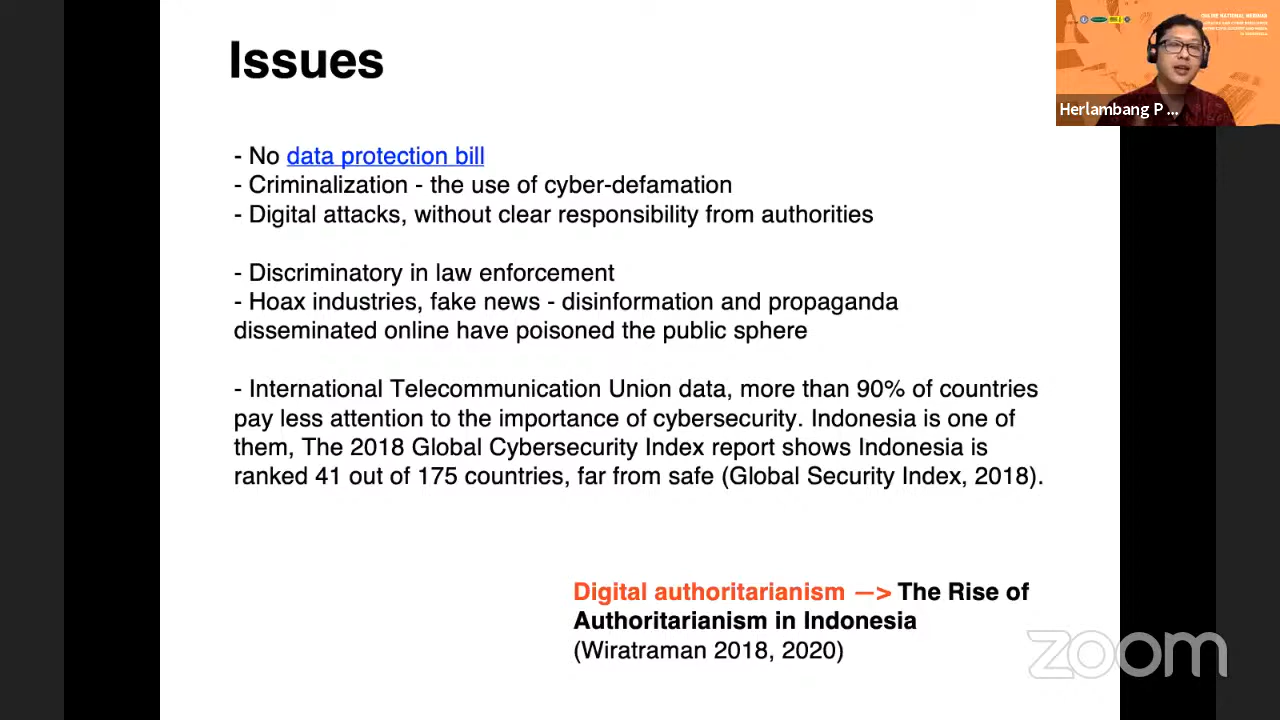 Issues
- No data protection bill
- Criminalization - the use of cyber-defamation
- Digital attacks, without clear responsibility from authorities
- Discriminatory in law enforcement
- Hoax industries, fake news - disinformation and propaganda
disseminated online have poisoned the public sphere
- International Telecommunication Union data, more than 90% of countries
pay less attention to the importance of cybersecurity. Indonesia is one of
them, The 2018 Global Cybersecurity Index report shows Indonesia is
ranked 41 out of 175 countries, far from safe (Global Security Index, 2018).
Digital authoritarianism —> The Rise of
Authoritarianism in Indonesia
(Wiratraman 2018, 2020)
zoom
ONLINE NATIONAL WEBINAR
Herlambang P ...